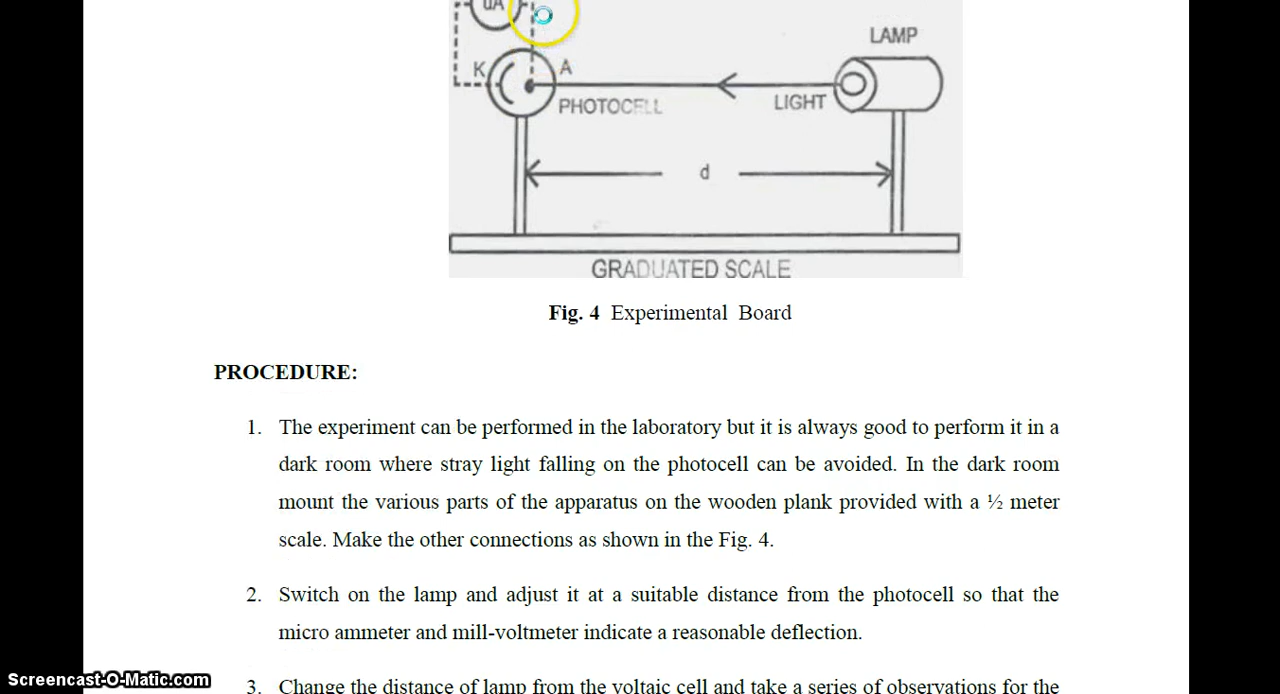 uA
LAMP
K
A
PHOTOCELL
LIGHT
d
GRADUATED SCALE
Fig. 4 Experimental Board
PROCEDURE:
1. The experiment can be performed in the laboratory but it is always good to perform it in a
dark room where stray light falling on the photocell can be avoided. In the dark room
mount the various parts of the apparatus on the wooden plank provided with a ½ meter
scale. Make the other connections as shown in the Fig. 4.
2. Switch on the lamp and adjust it at a suitable distance from the photocell so that the
micro ammeter and mill-voltmeter indicate a reasonable deflection.
3. Change the distance of lamp from the voltaic cell and take a series of observations for the
Screencast-O-Matic.com